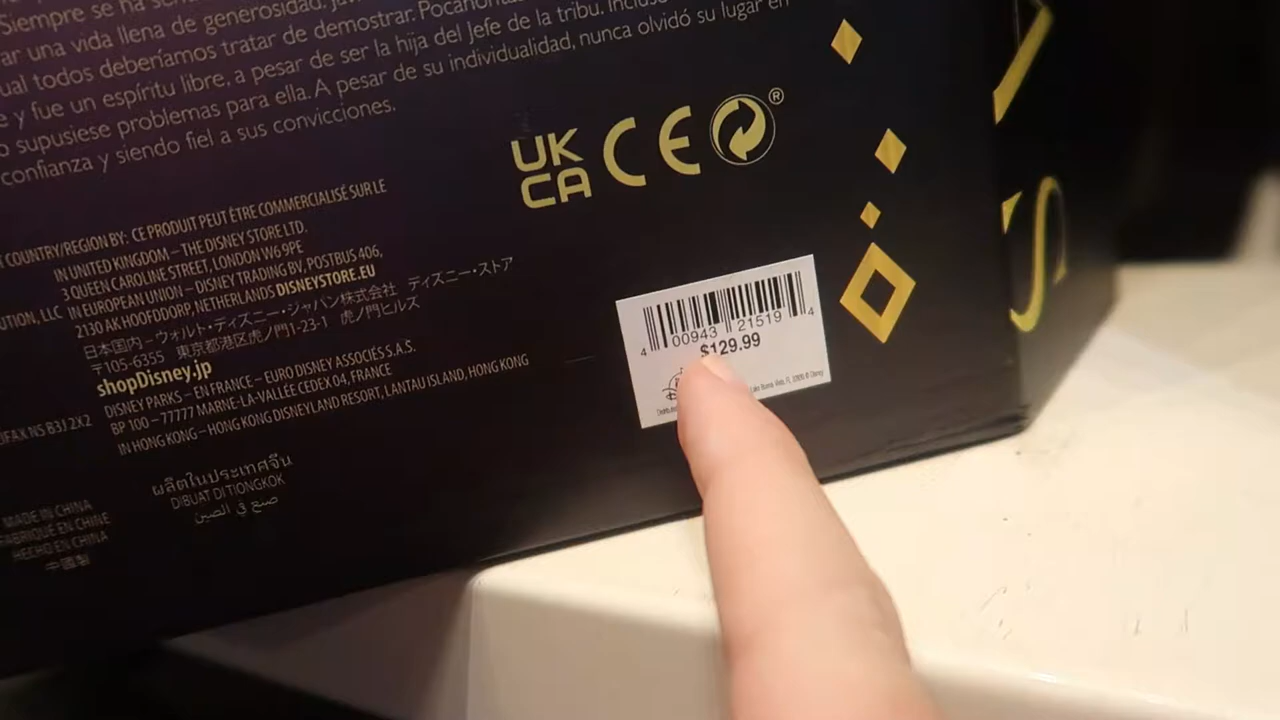 Siempre se ha
ar una vida llena de generosidad,
ual todos deberíamos tratar de demostrar.
e y fue un espíritu libre, a pesar de ser la hija del Jefe de la tribu.
o supusiese problemas para ella. A pesar de su individualidad, nunca olvidó su lugar en
confianza y siendo fiel a sus convicciones.
UK
CA
CE
®
COUNTRY/REGION BY: CE PRODUIT PEUT ÊTRE COMMERCIALISÉ SUR LE
IN UNITED KINGDOM – THE DISNEY STORE LTD.
3 QUEEN CAROLINE STREET, LONDON W6 9PE
UTION, LLC IN EUROPEAN UNION – DISNEY TRADING BV, POSTBUS 406,
2130 AK HOOFDDORP, NETHERLANDS DISNEYSTORE.EU
日本国内 – ウォルト・ディズニー・ジャパン株式会社 ディズニー・ストア
〒105-6355 東京都港区虎ノ門1-23-1 虎ノ門ヒルズ
shopDisney.jp
DISNEY PARKS – EN FRANCE – EURO DISNEY ASSOCIÉS S.A.S.
BP 100 – 77777 MARNE-LA-VALLÉE CEDEX 04, FRANCE
IFAX NS B3J 2X2 IN HONG KONG – HONG KONG DISNEYLAND RESORT, LANTAU ISLAND, HONG KONG
ผลิตในประเทศจีน
DIBUAT DI TIONGKOK
صنع في الصين
MADE IN CHINA
FABRIQUÉ EN CHINE
HECHO EN CHINA
中國製
4 00943 21519 4
$129.99
Lake Buena Vista, FL 32830 © Disney
S